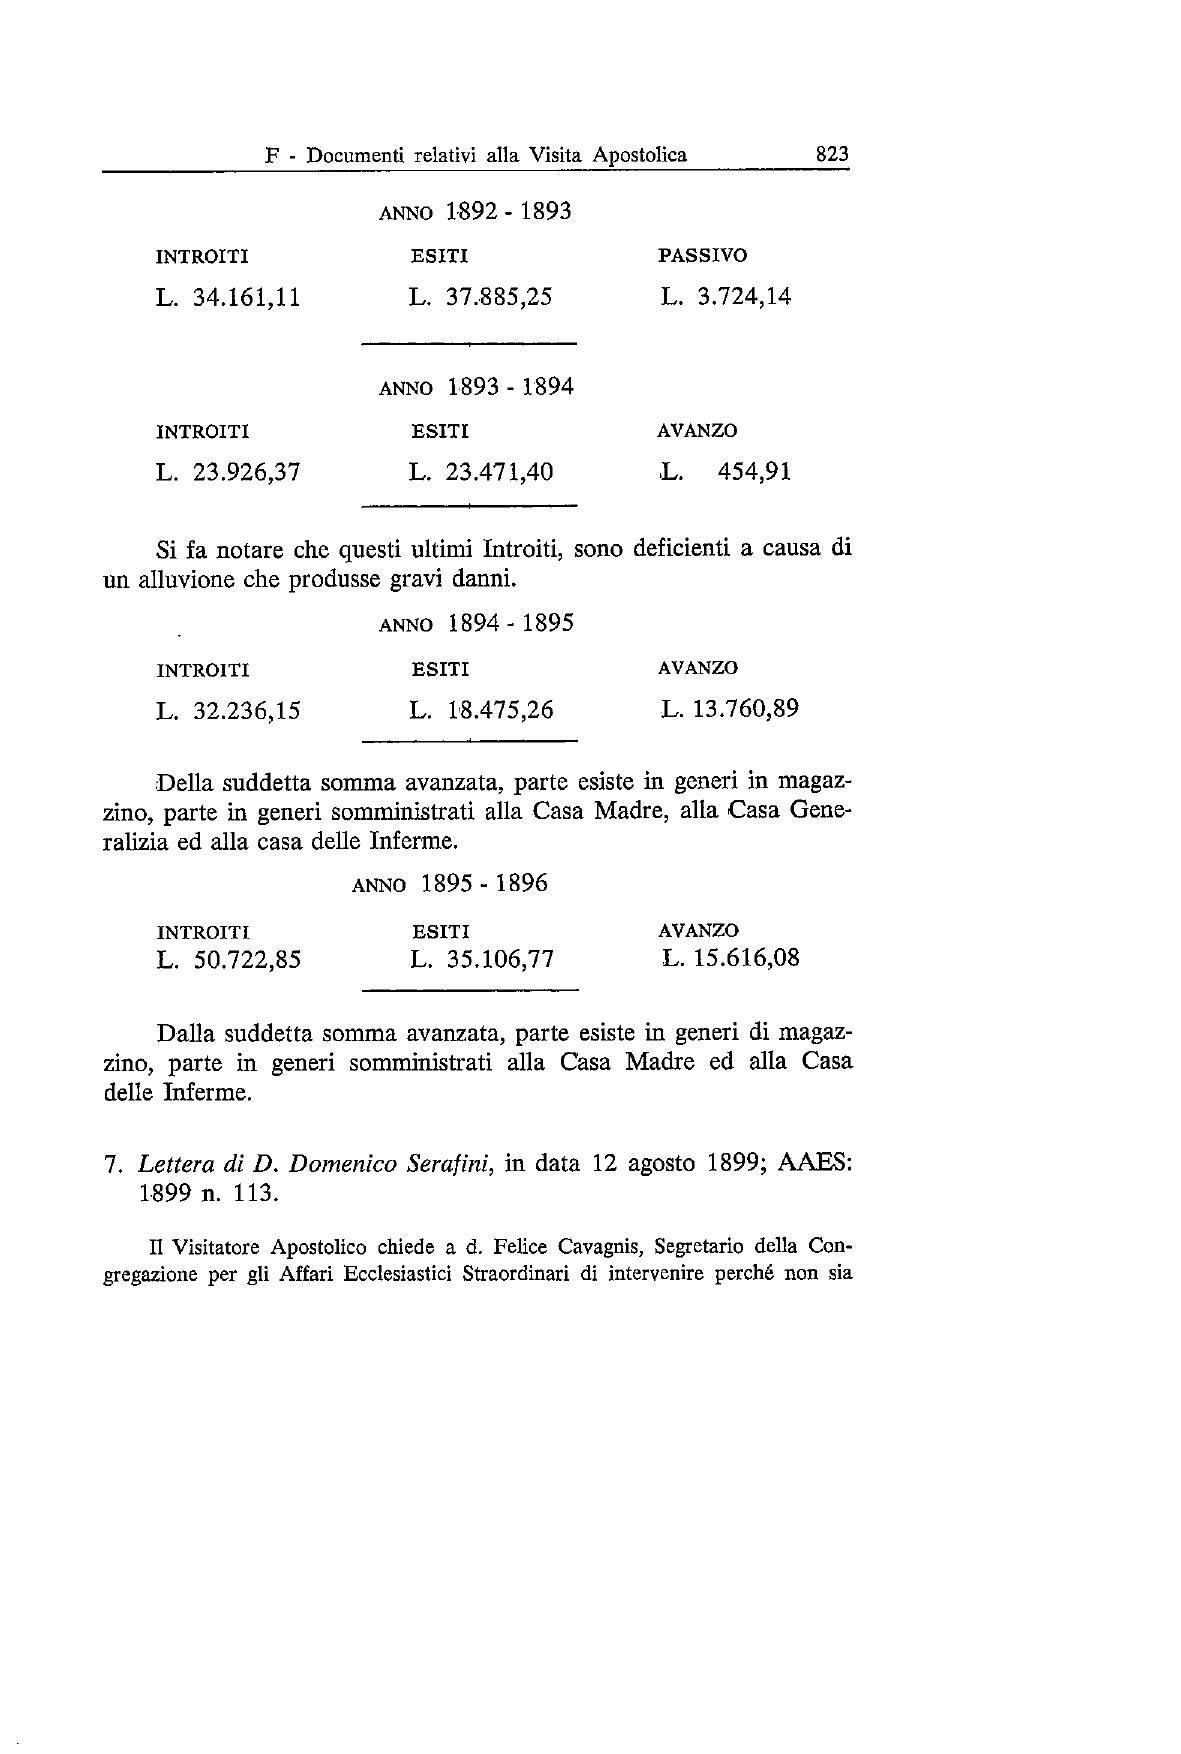 F - Documenti relativi alla Visita Apostolica 823
ANNO 1892 - 1893
INTROITI ESITI PASSIVO
L. 34.161,11 L. 37.885,25 L. 3.724,14
ANNO 1893 - 1894
INTROITI ESITI AVANZO
L. 23.926,37 L. 23.471,40 L. 454,91
Si fa notare che questi ultimi Introiti, sono deficienti a causa di
un alluvione che produsse gravi danni.
ANNO 1894 - 1895
INTROITI ESITI AVANZO
L. 32.236,15 L. 18.475,26 L. 13.760,89
Della suddetta somma avanzata, parte esiste in generi in magaz-
zino, parte in generi somministrati alla Casa Madre, alla Casa Gene-
ralizia ed alla casa delle Inferme.
ANNO 1895 - 1896
INTROITI ESITI AVANZO
L. 50.722,85 L. 35.106,77 L. 15.616,08
Dalla suddetta somma avanzata, parte esiste in generi di magaz-
zino, parte in generi somministrati alla Casa Madre ed alla Casa
delle Inferme.
7. Lettera di D. Domenico Serafini, in data 12 agosto 1899; AAES:
1899 n. 113.
Il Visitatore Apostolico chiede a d. Felice Cavagnis, Segretario della Con-
gregazione per gli Affari Ecclesiastici Straordinari di intervenire perché non sia